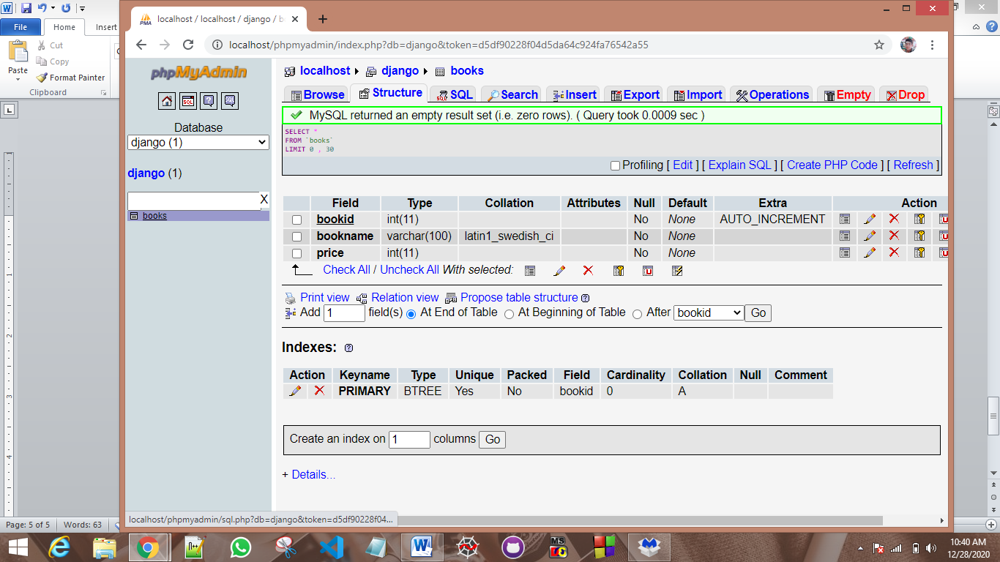 File
Home
Insert
Cut
Copy
Paste
Format Painter
Clipboard
localhost / localhost / django / b
localhost/phpmyadmin/index.php?db=django&token=d5df90228f04d5da64c924fa76542a55
phpMyAdmin
Database
django (1)
django (1)
X
books
localhost django books
Browse Structure SQL Search Insert Export Import Operations Empty Drop
MySQL returned an empty result set (i.e. zero rows). ( Query took 0.0009 sec )
SELECT *
FROM `books`
LIMIT 0 , 30
Profiling [ Edit ] [ Explain SQL ] [ Create PHP Code ] [ Refresh ]
Field Type Collation Attributes Null Default Extra Action
bookid int(11) No None AUTO_INCREMENT
bookname varchar(100) latin1_swedish_ci No None
price int(11) No None
Check All / Uncheck All With selected:
Print view Relation view Propose table structure
Add 1 field(s) At End of Table At Beginning of Table After bookid Go
Indexes:
Action Keyname Type Unique Packed Field Cardinality Collation Null Comment
PRIMARY BTREE Yes No bookid 0 A
Create an index on 1 columns Go
+ Details...
localhost/phpmyadmin/sql.php?db=django&token=d5df90228f04...
Page: 5 of 5 Words: 63
10:40 AM
12/28/2020